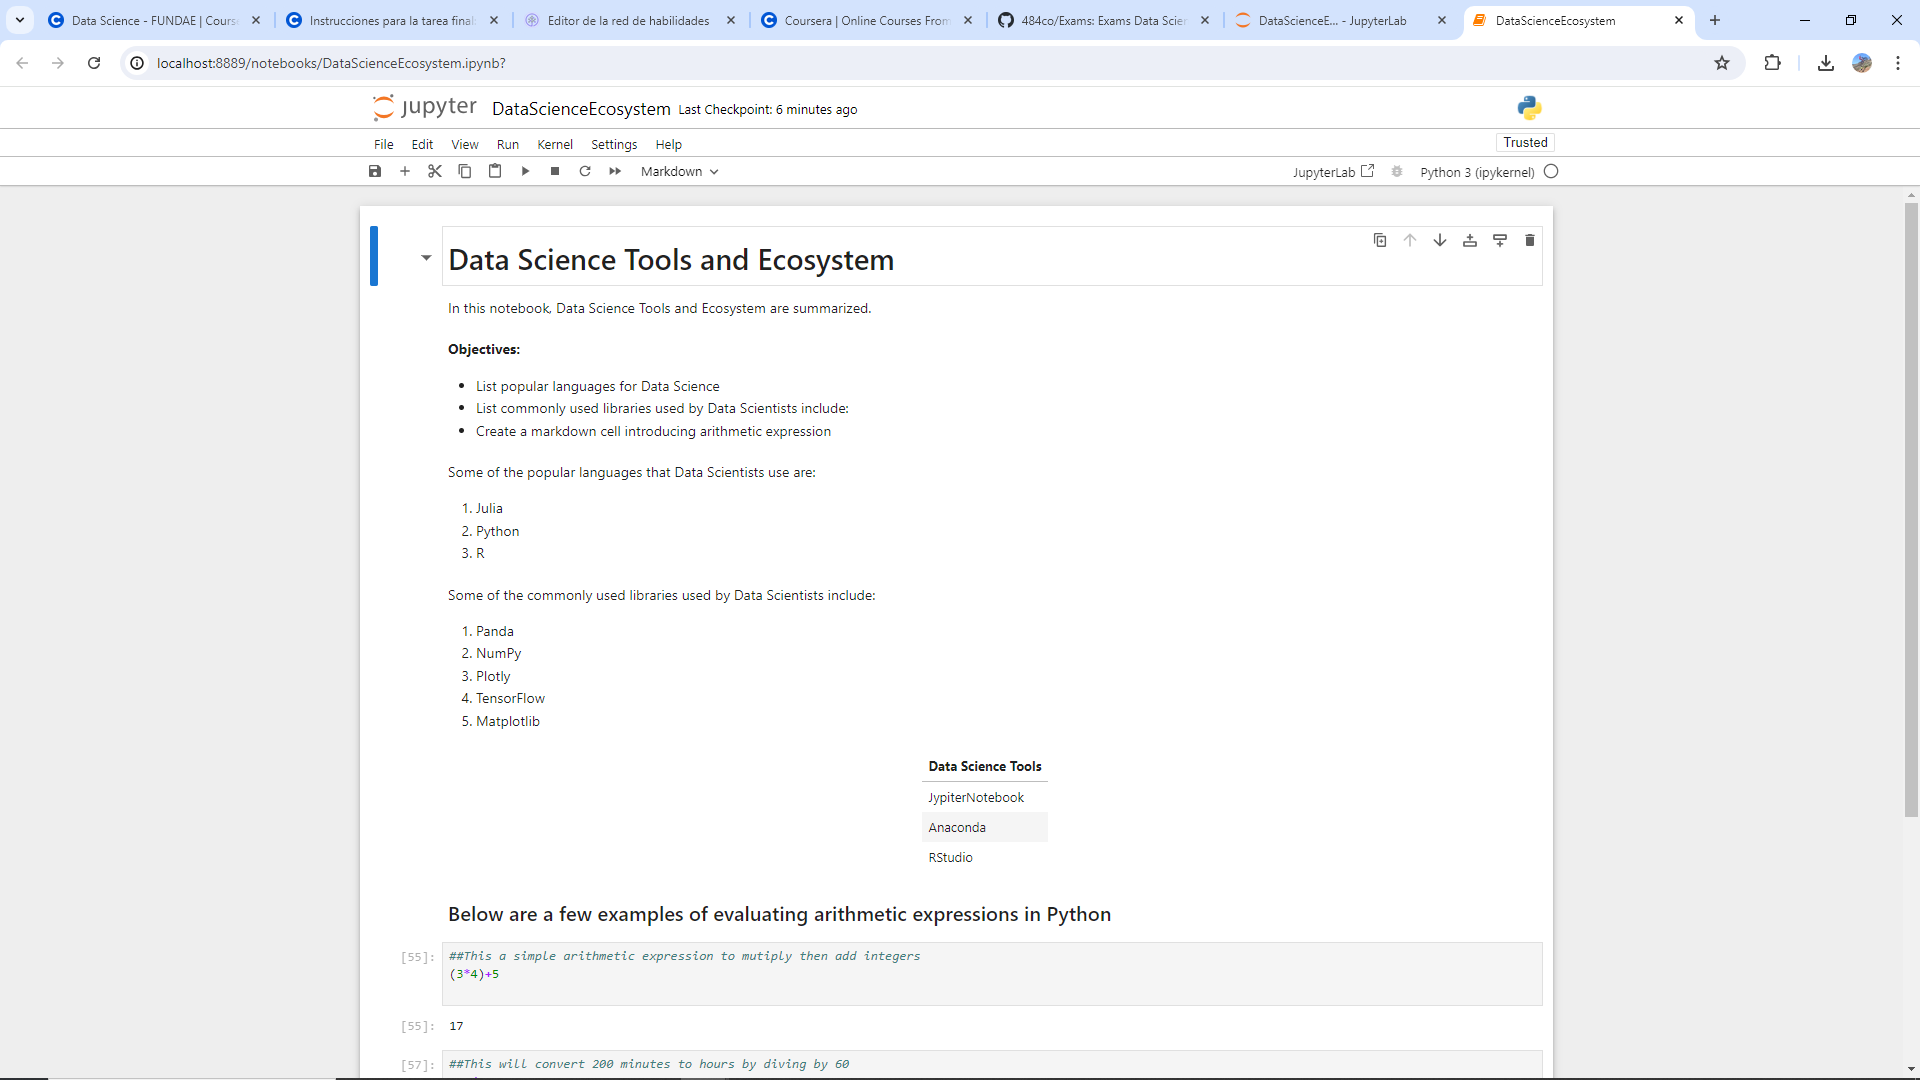 Data Science - FUNDAE | Cours
Instrucciones para la tarea final
Editor de la red de habilidades
Coursera | Online Courses From
484co/Exams: Exams Data Scien
DataScienceE... - JupyterLab
DataScienceEcosystem
localhost:8889/notebooks/DataScienceEcosystem.ipynb?
jupyter DataScienceEcosystem Last Checkpoint: 6 minutes ago
File Edit View Run Kernel Settings Help Trusted
Markdown JupyterLab Python 3 (ipykernel)
Data Science Tools and Ecosystem
In this notebook, Data Science Tools and Ecosystem are summarized.
Objectives:
• List popular languages for Data Science
• List commonly used libraries used by Data Scientists include:
• Create a markdown cell introducing arithmetic expression
Some of the popular languages that Data Scientists use are:
1. Julia
2. Python
3. R
Some of the commonly used libraries used by Data Scientists include:
1. Panda
2. NumPy
3. Plotly
4. TensorFlow
5. Matplotlib
Data Science Tools
JypiterNotebook
Anaconda
RStudio
Below are a few examples of evaluating arithmetic expressions in Python
[55]: ##This a simple arithmetic expression to mutiply then add integers
(3*4)+5
[55]: 17
[57]: ##This will convert 200 minutes to hours by diving by 60